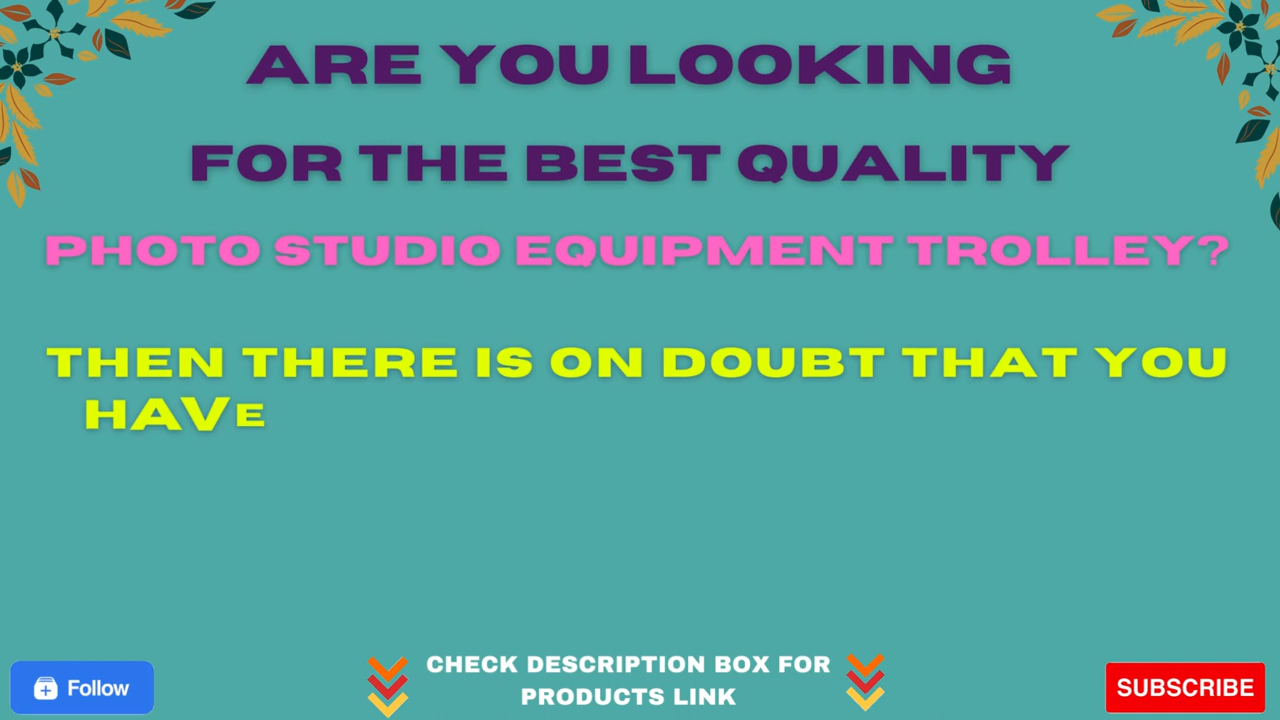 ARE YOU LOOKING
FOR THE BEST QUALITY
PHOTO STUDIO EQUIPMENT TROLLEY?
THEN THERE IS ON DOUBT THAT YOU
HAVE
CHECK DESCRIPTION BOX FOR
PRODUCTS LINK
Follow
SUBSCRIBE